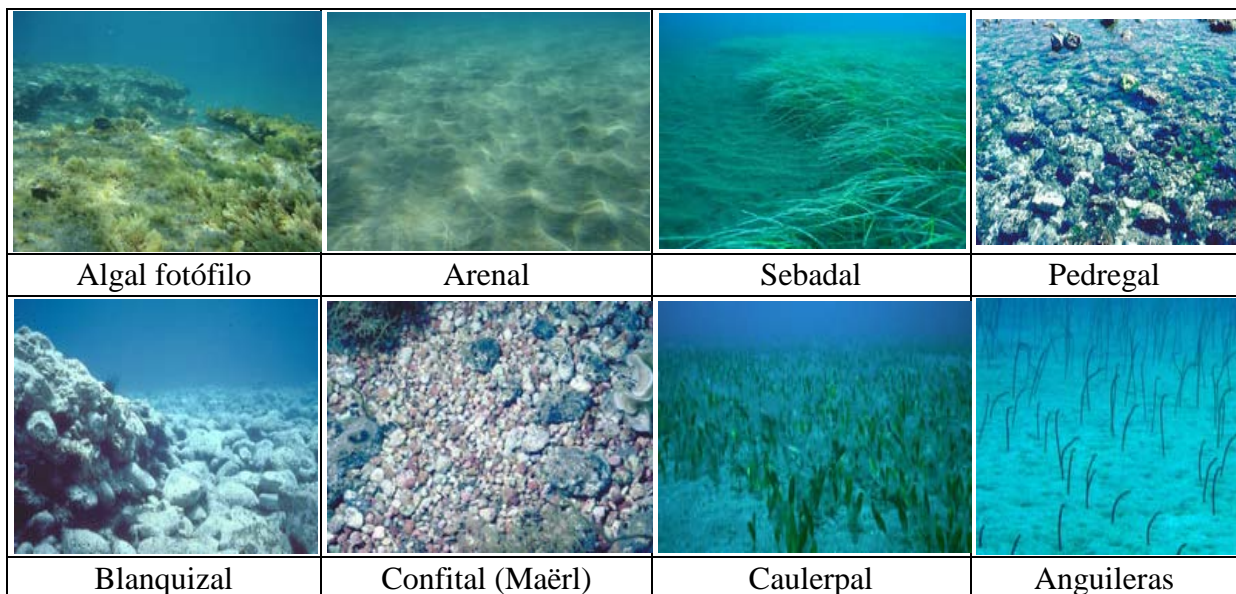 Algal fotófilo
Arenal
Sebadal
Pedregal
Blanquizal
Confital (Maërl)
Caulerpal
Anguileras